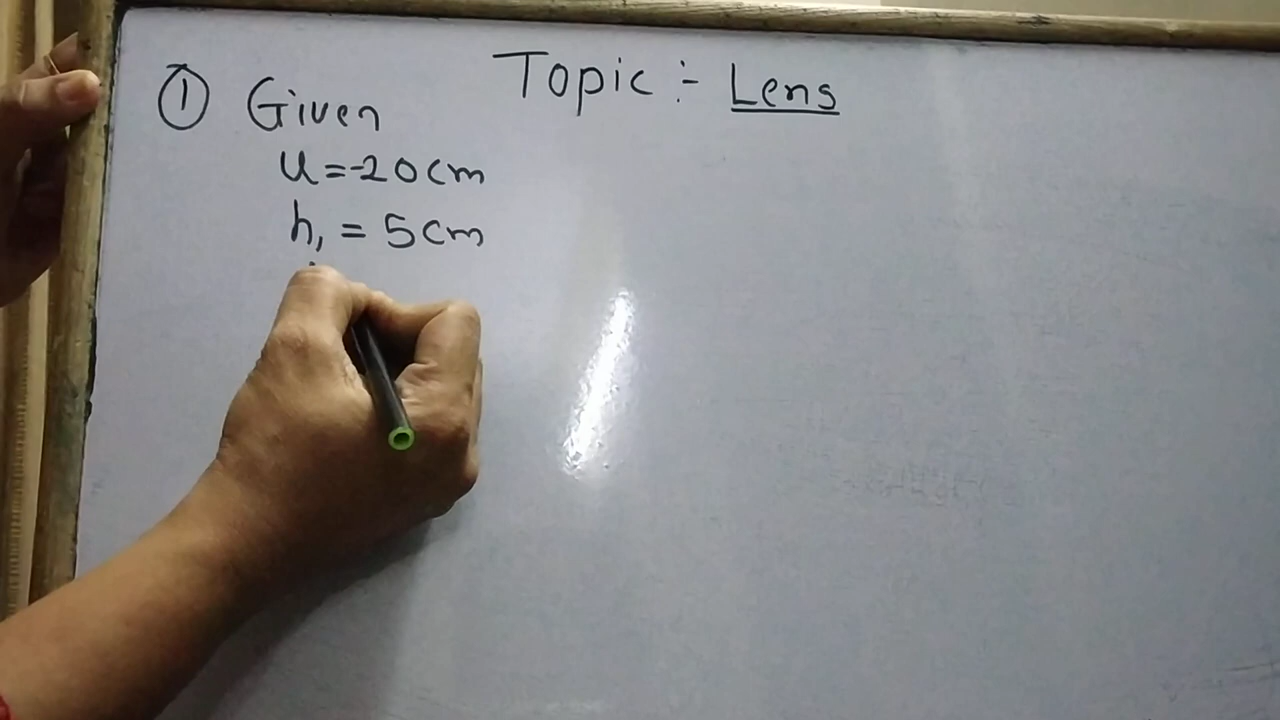 Topic :- Lens
① Given
u = -20cm
h₁ = 5cm